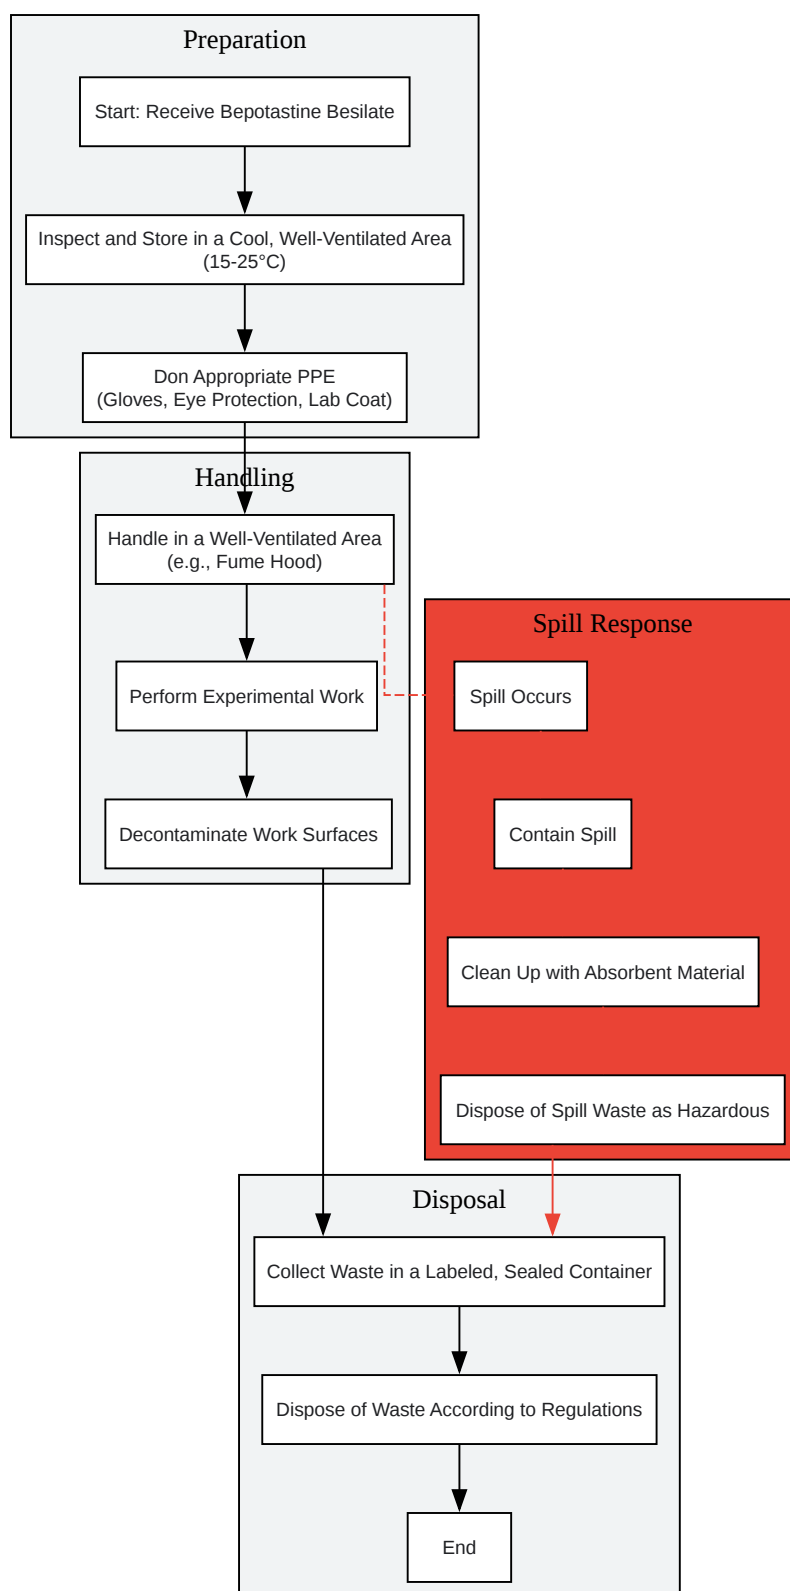 Preparation
Start: Receive Bepotastine Besilate
Inspect and Store in a Cool, Well-Ventilated Area
(15-25°C)
Don Appropriate PPE
(Gloves, Eye Protection, Lab Coat)
Handling
Handle in a Well-Ventilated Area
(e.g., Fume Hood)
Perform Experimental Work
Decontaminate Work Surfaces
Spill Response
Spill Occurs
Contain Spill
Clean Up with Absorbent Material
Dispose of Spill Waste as Hazardous
Disposal
Collect Waste in a Labeled, Sealed Container
Dispose of Waste According to Regulations
End